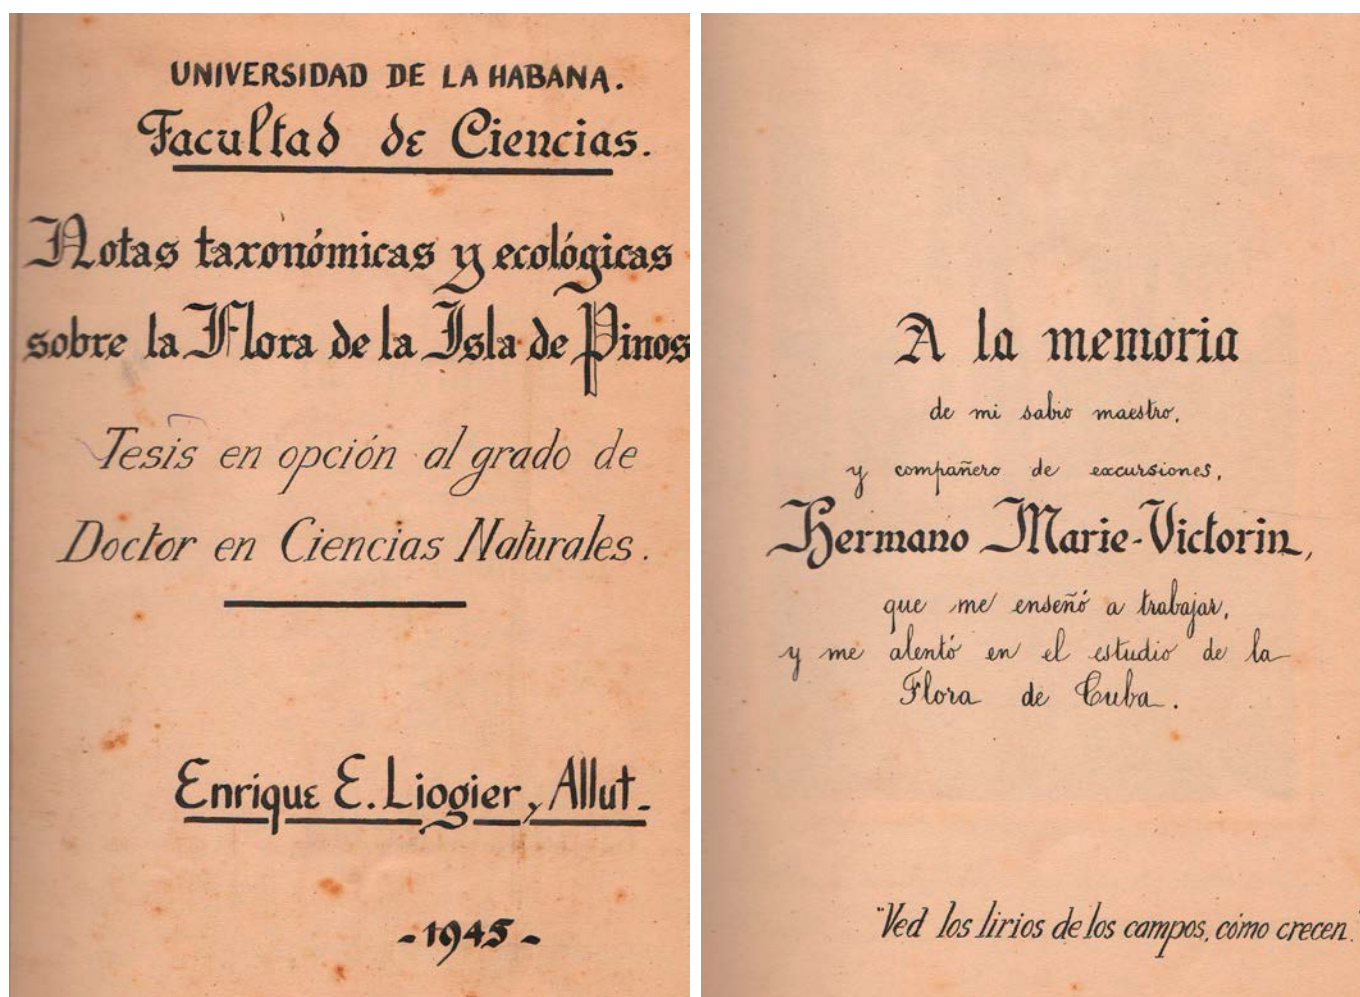 UNIVERSIDAD DE LA HABANA.
Facultad de Ciencias.
Notas taxonómicas y ecológicas
sobre la Flora de la Isla de Pinos
Tesis en opción al grado de
Doctor en Ciencias Naturales.
Enrique E. Liogier, y Allut.
- 1945 -
A la memoria
de mi sabio maestro,
y compañero de excursiones,
Hermano Marie-Victorin,
que me enseñó a trabajar,
y me alentó en el estudio de la
Flora de Cuba.
"Ved los lirios de los campos, cómo crecen."